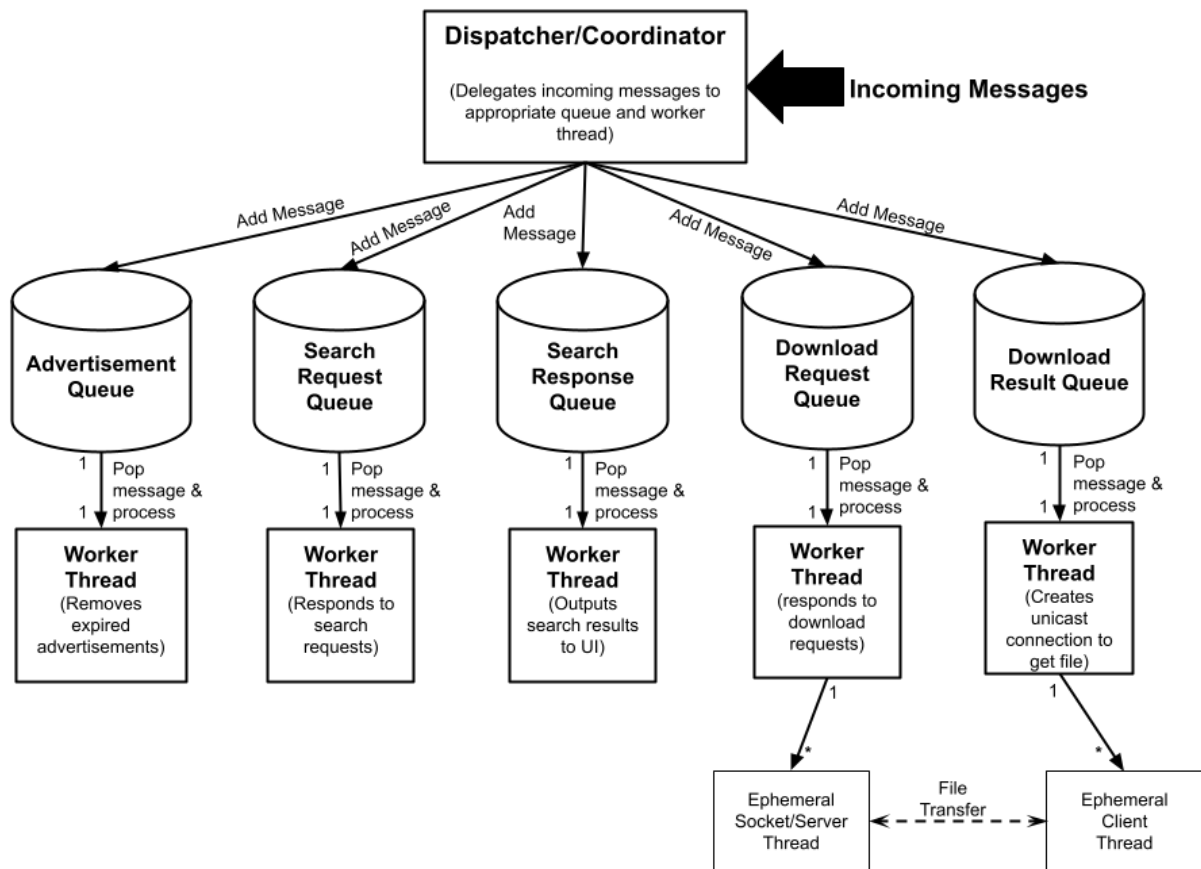 Dispatcher/Coordinator
(Delegates incoming messages to
appropriate queue and worker
thread)
Incoming Messages
Add Message
Add Message
Add
Message
Add Message
Add Message
Advertisement
Queue
Search
Request
Queue
Search
Response
Queue
Download
Request
Queue
Download
Result Queue
1
Pop
message &
process
1
1
Pop
message &
process
1
1
Pop
message &
process
1
1
Pop
message &
process
1
1
Pop
message &
process
1
Worker
Thread
(Removes
expired
advertisements)
Worker
Thread
(Responds to
search
requests)
Worker
Thread
(Outputs
search results
to UI)
Worker
Thread
(responds to
download
requests)
Worker
Thread
(Creates
unicast
connection to
get file)
1
*
1
*
Ephemeral
Socket/Server
Thread
File
Transfer
Ephemeral
Client
Thread